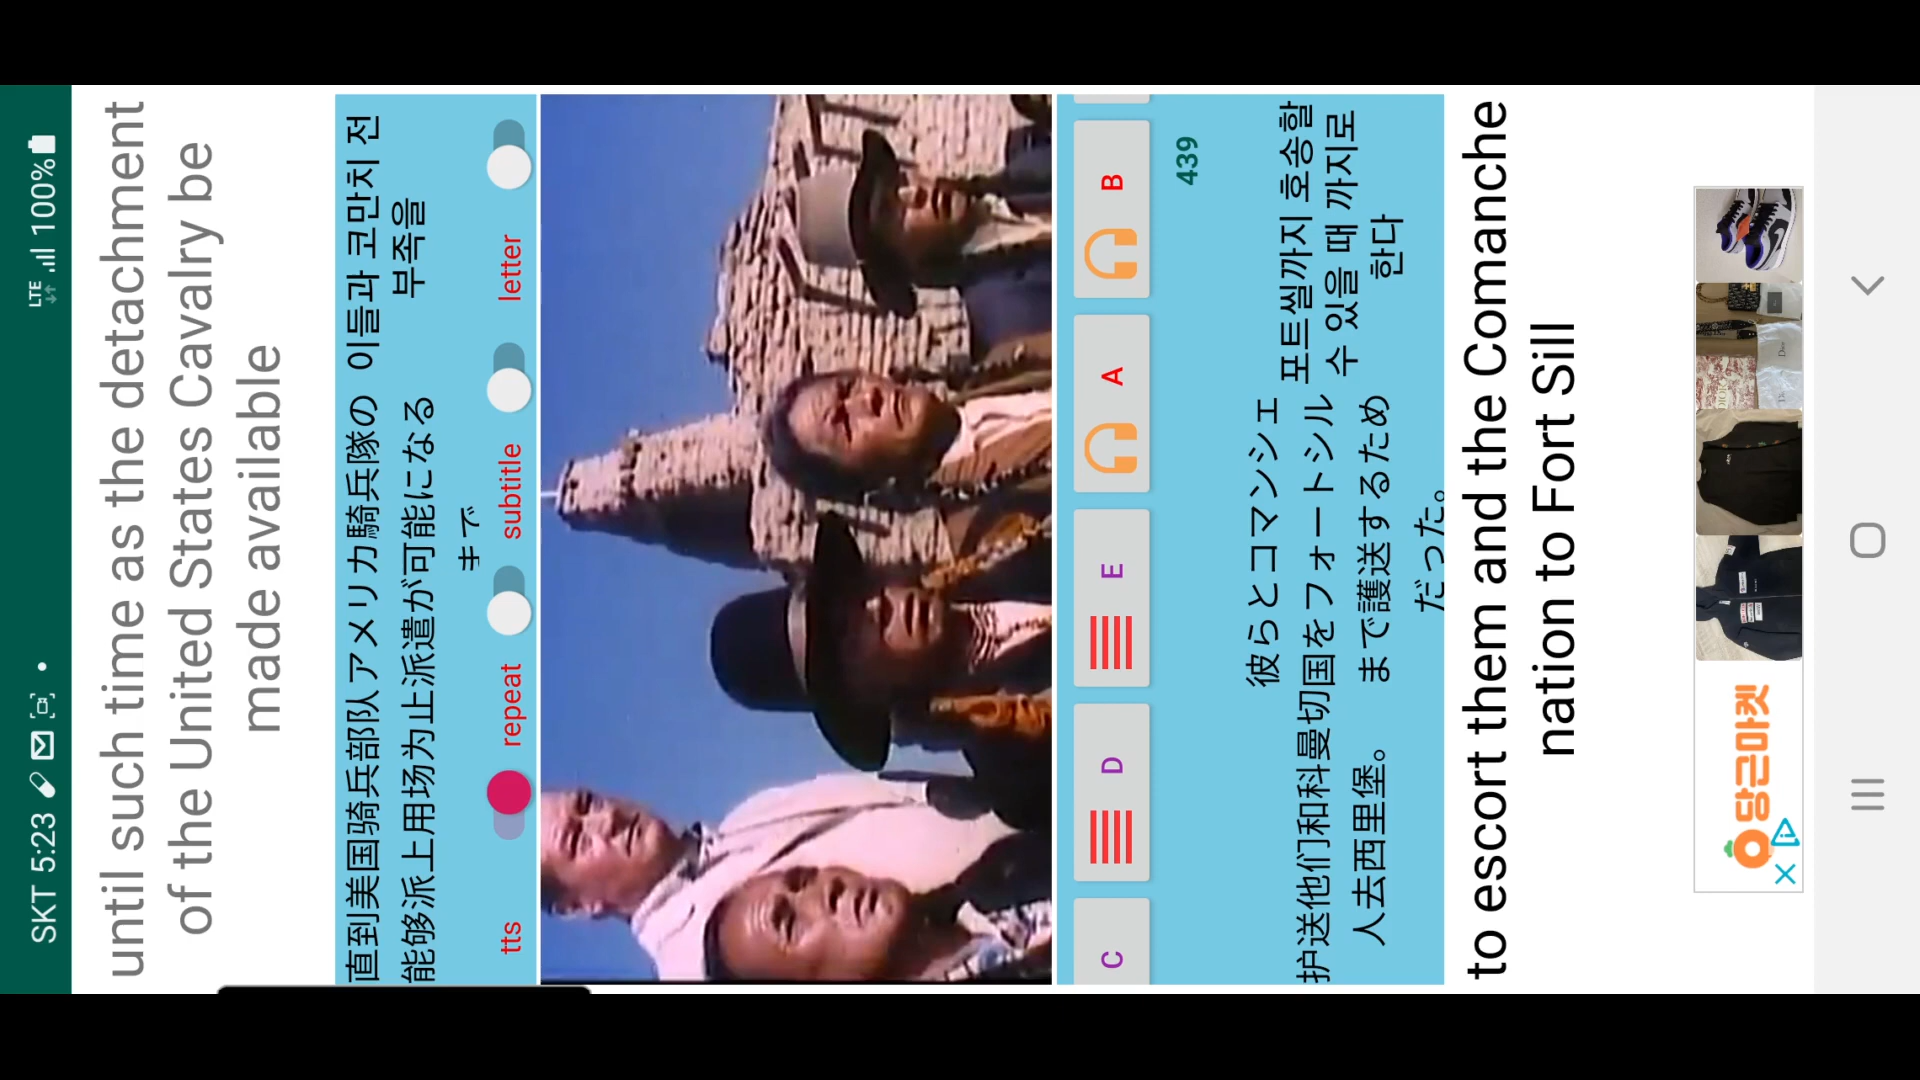 SKT 5:23
LTE
100%
until such time as the detachment
of the United States Cavalry be
made available
直到美国骑兵部队
能够派上用场为止
アメリカ騎兵隊の
派遣が可能になる
まで
이들과 코만치 전
부족을
tts
repeat
subtitle
letter
C
D
E
A
B
439
护送他们和科曼切
人去西里堡。
彼らとコマンシェ
国をフォートシル
まで護送するため
だった。
포트씰까지 호송할
수 있을 때 까지로
한다
to escort them and the Comanche
nation to Fort Sill
당근마켓